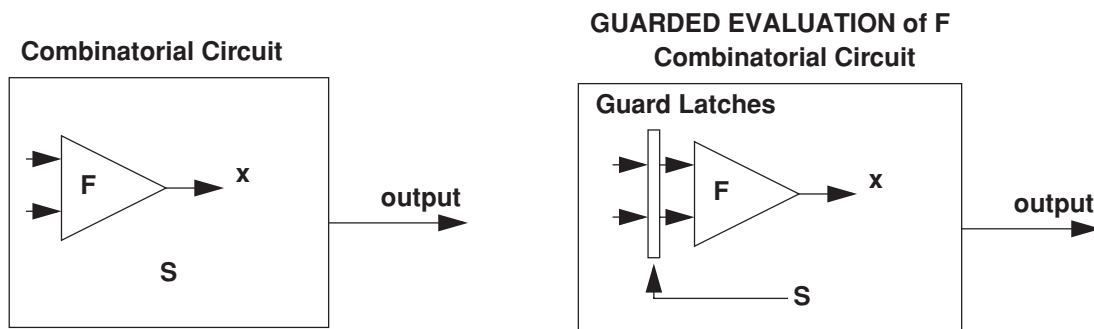 Combinatorial Circuit
F
x
output
S
GUARDED EVALUATION of F
Combinatorial Circuit
Guard Latches
F
x
output
S